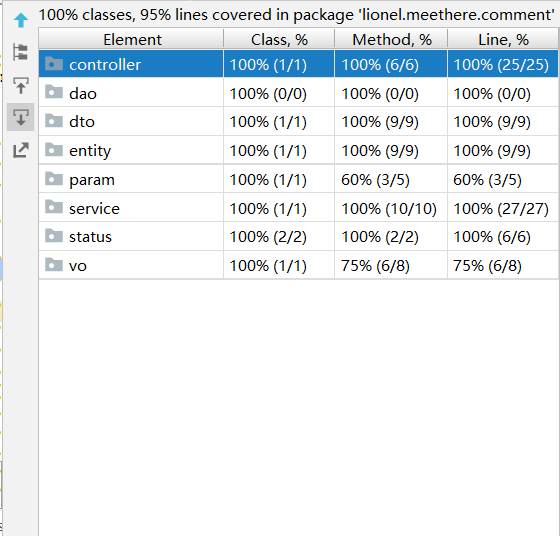 100% classes, 95% lines covered in package 'lionel.meethere.comment'
Element Class, % Method, % Line, %
controller 100% (1/1) 100% (6/6) 100% (25/25)
dao 100% (0/0) 100% (0/0) 100% (0/0)
dto 100% (1/1) 100% (9/9) 100% (9/9)
entity 100% (1/1) 100% (9/9) 100% (9/9)
param 100% (1/1) 60% (3/5) 60% (3/5)
service 100% (1/1) 100% (10/10) 100% (27/27)
status 100% (2/2) 100% (2/2) 100% (6/6)
vo 100% (1/1) 75% (6/8) 75% (6/8)